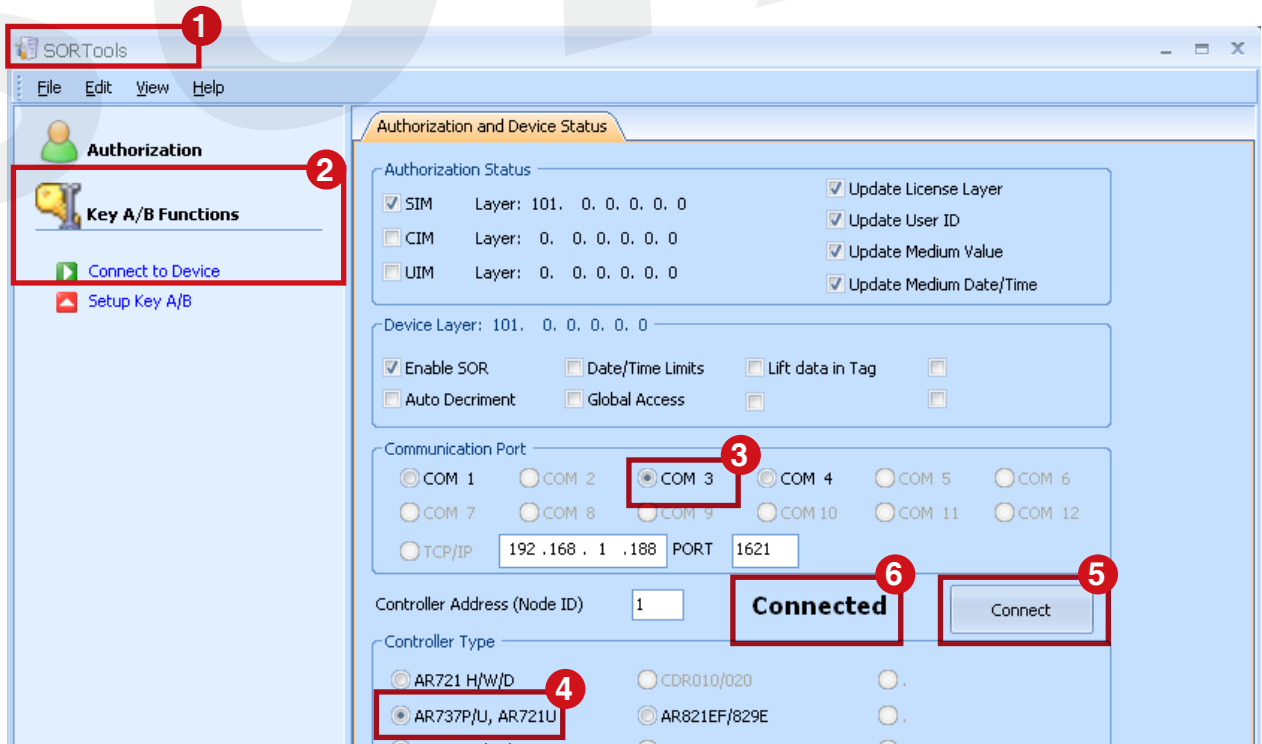 1
SORTools
File Edit View Help
Authorization
2
Key A/B Functions
Connect to Device
Setup Key A/B
Authorization and Device Status
Authorization Status
SIM Layer: 101. 0. 0. 0. 0. 0
CIM Layer: 0. 0. 0. 0. 0. 0
UIM Layer: 0. 0. 0. 0. 0. 0
Update License Layer
Update User ID
Update Medium Value
Update Medium Date/Time
Device Layer: 101. 0. 0. 0. 0. 0
Enable SOR Date/Time Limits Lift data in Tag
Auto Decriment Global Access
Communication Port
3
COM 1 COM 2 COM 3 COM 4 COM 5 COM 6
COM 7 COM 8 COM 9 COM 10 COM 11 COM 12
TCP/IP 192 .168 . 1 .188 PORT 1621
6 5
Controller Address (Node ID) 1 Connected Connect
Controller Type
AR721 H/W/D CDR010/020 .
4
AR737P/U, AR721U AR821EF/829E .